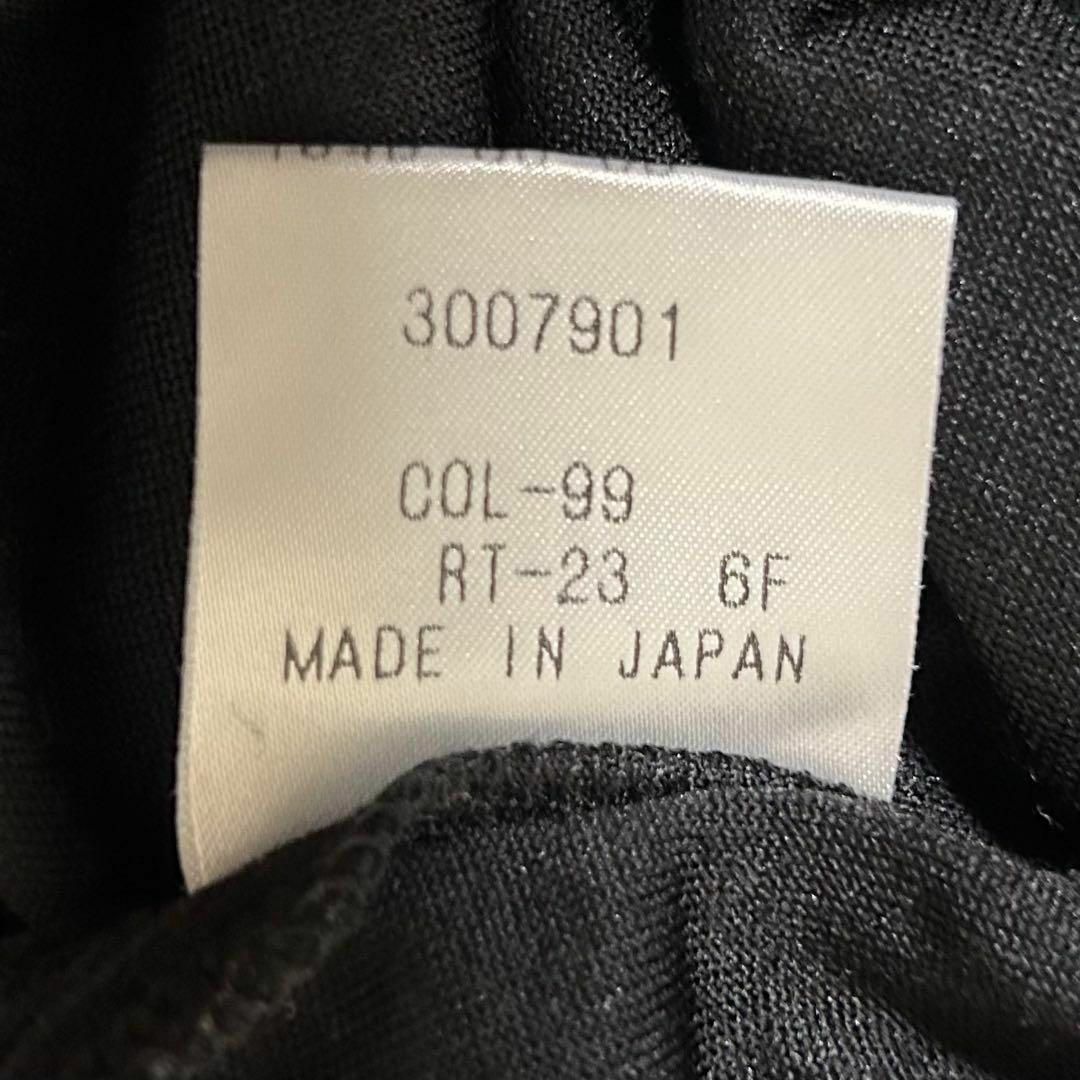 3007901
COL-99
RT-23 6F
MADE IN JAPAN